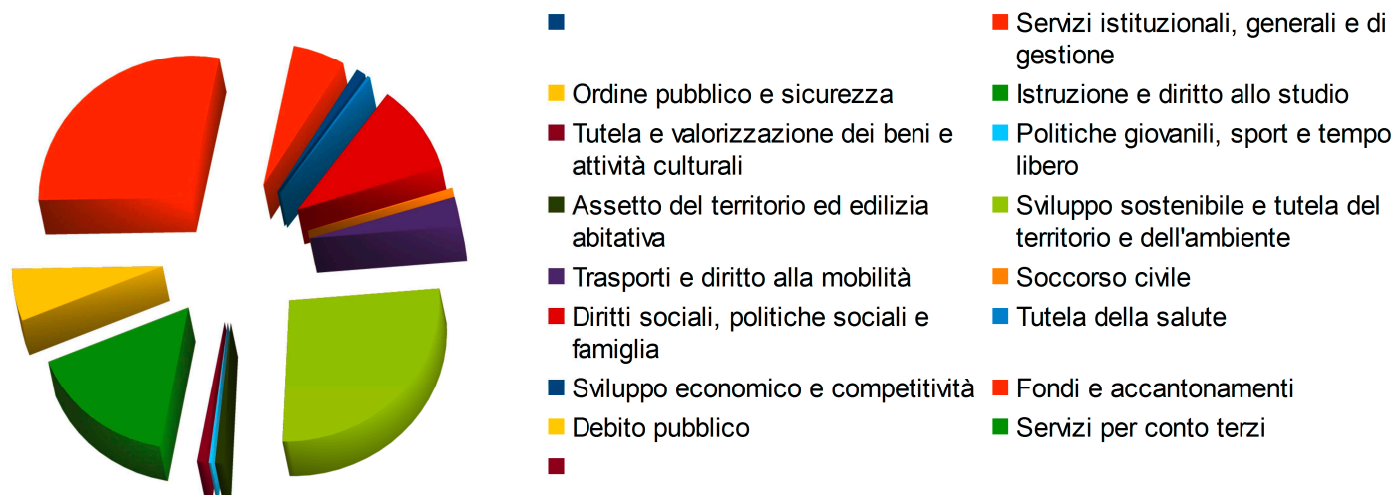 Servizi istituzionali, generali e di
gestione
Ordine pubblico e sicurezza
Istruzione e diritto allo studio
Tutela e valorizzazione dei beni e
attività culturali
Politiche giovanili, sport e tempo
libero
Assetto del territorio ed edilizia
abitativa
Sviluppo sostenibile e tutela del
territorio e dell'ambiente
Trasporti e diritto alla mobilità
Soccorso civile
Diritti sociali, politiche sociali e
famiglia
Tutela della salute
Sviluppo economico e competitività
Fondi e accantonamenti
Debito pubblico
Servizi per conto terzi